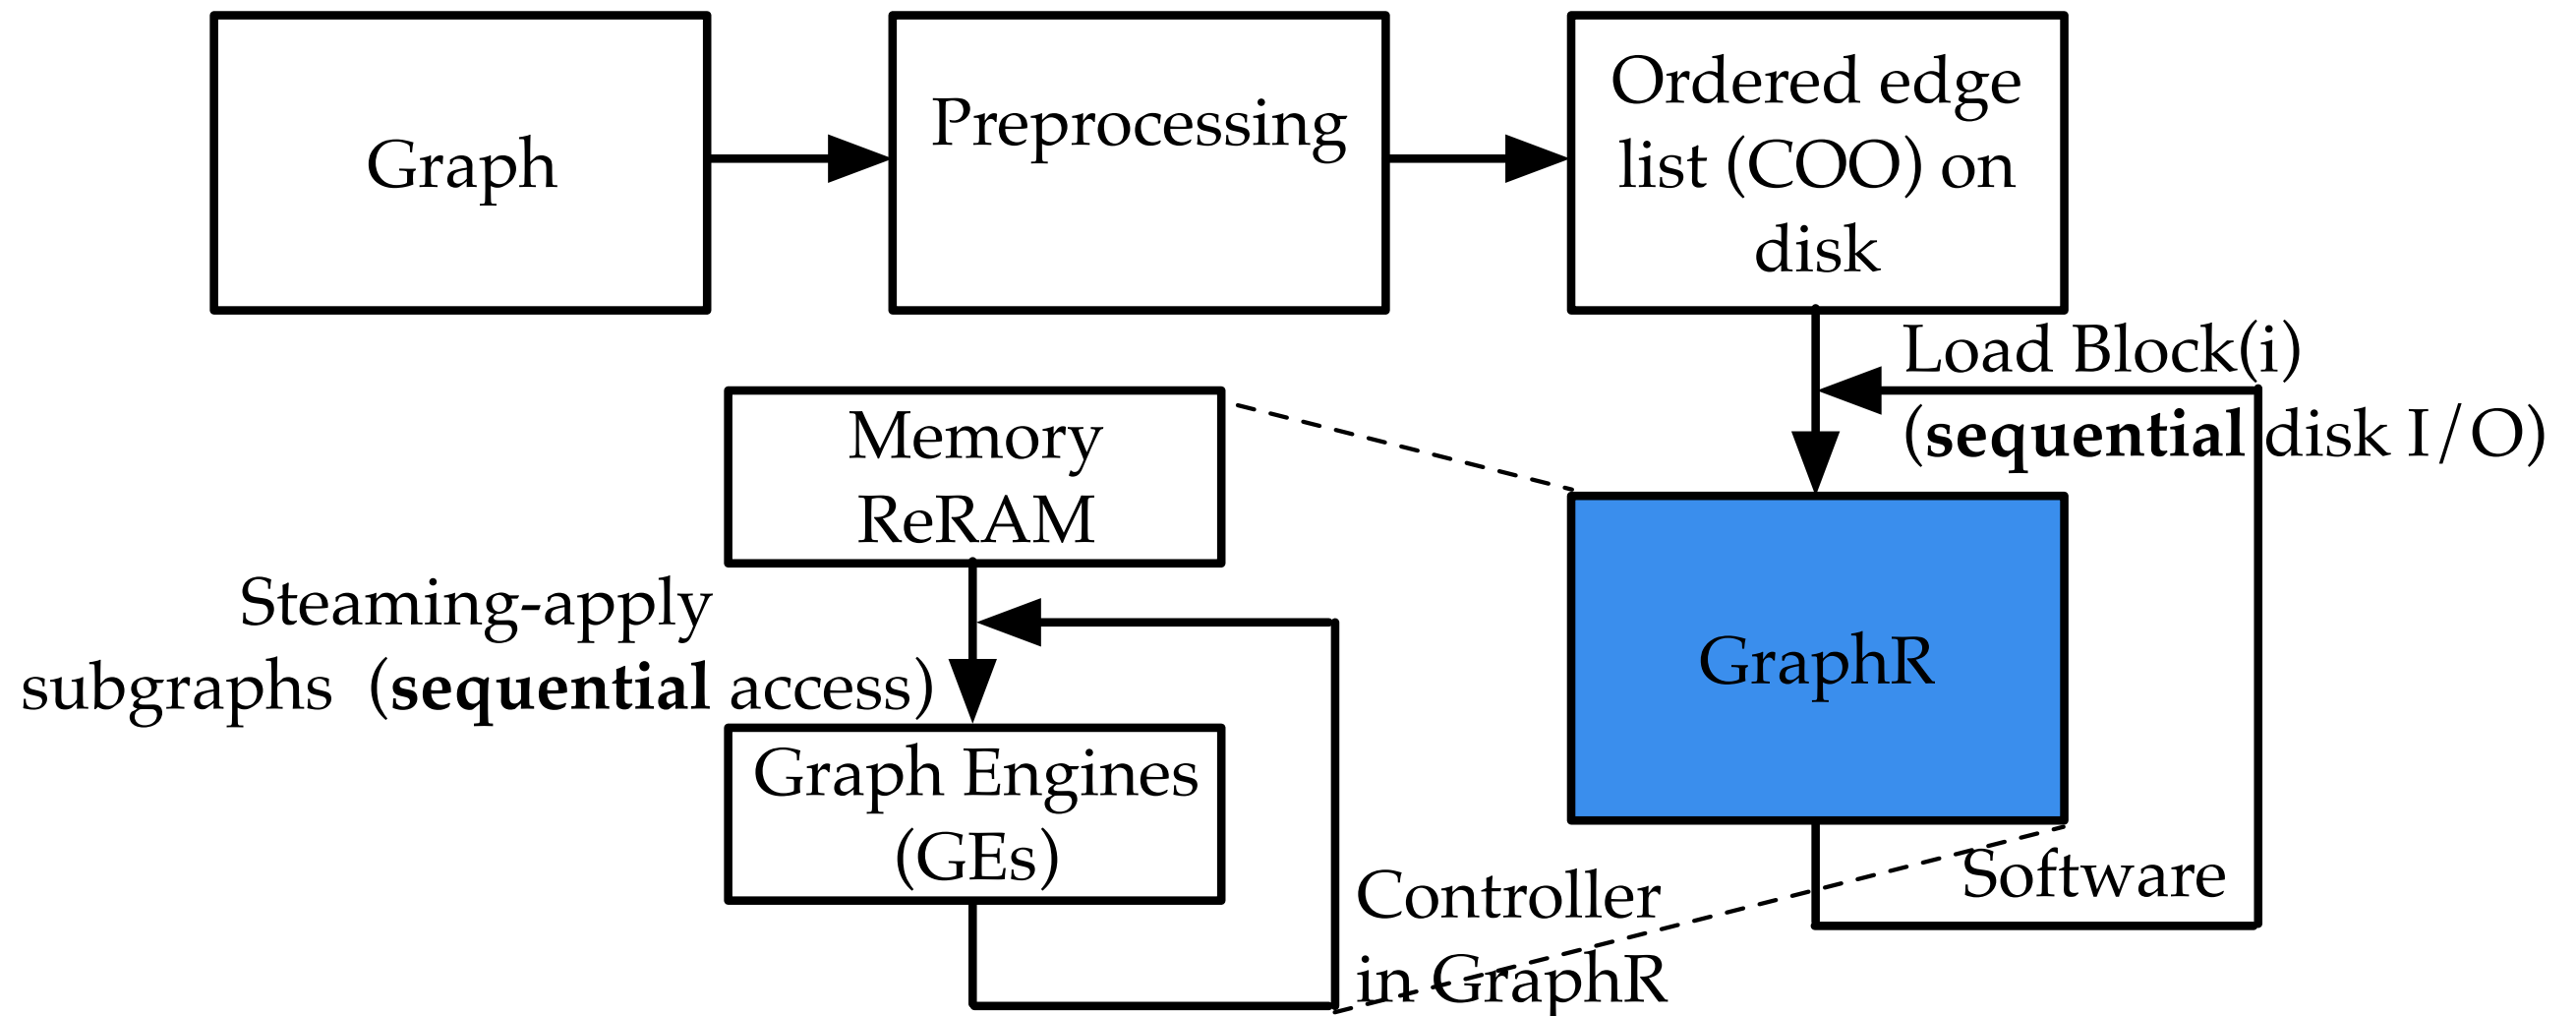 Graph
Preprocessing
Ordered edge
list (COO) on
disk
Load Block(i)
(sequential disk I/O)
Memory
ReRAM
Steaming-apply
subgraphs (sequential access)
GraphR
Graph Engines
(GEs)
Software
Controller
in GraphR